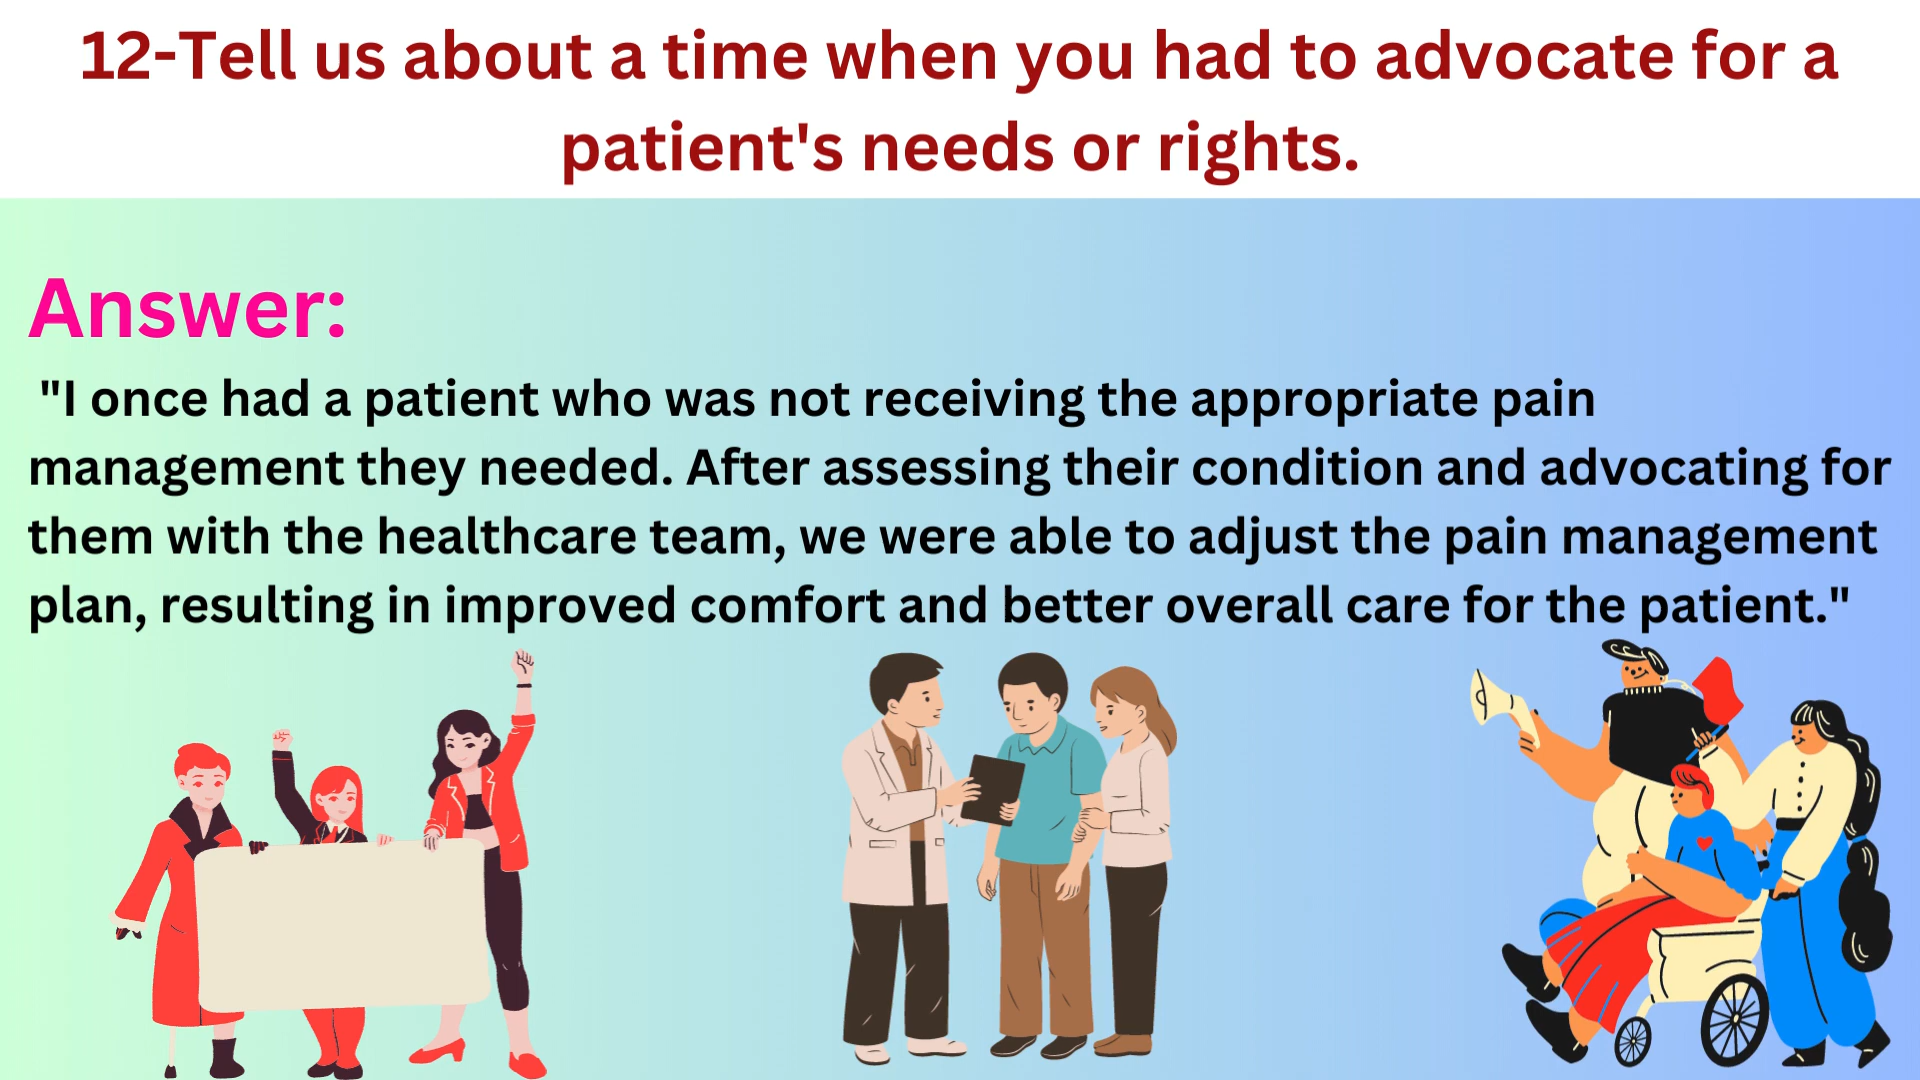 12-Tell us about a time when you had to advocate for a
patient's needs or rights.
Answer:
"I once had a patient who was not receiving the appropriate pain
management they needed. After assessing their condition and advocating for
them with the healthcare team, we were able to adjust the pain management
plan, resulting in improved comfort and better overall care for the patient."